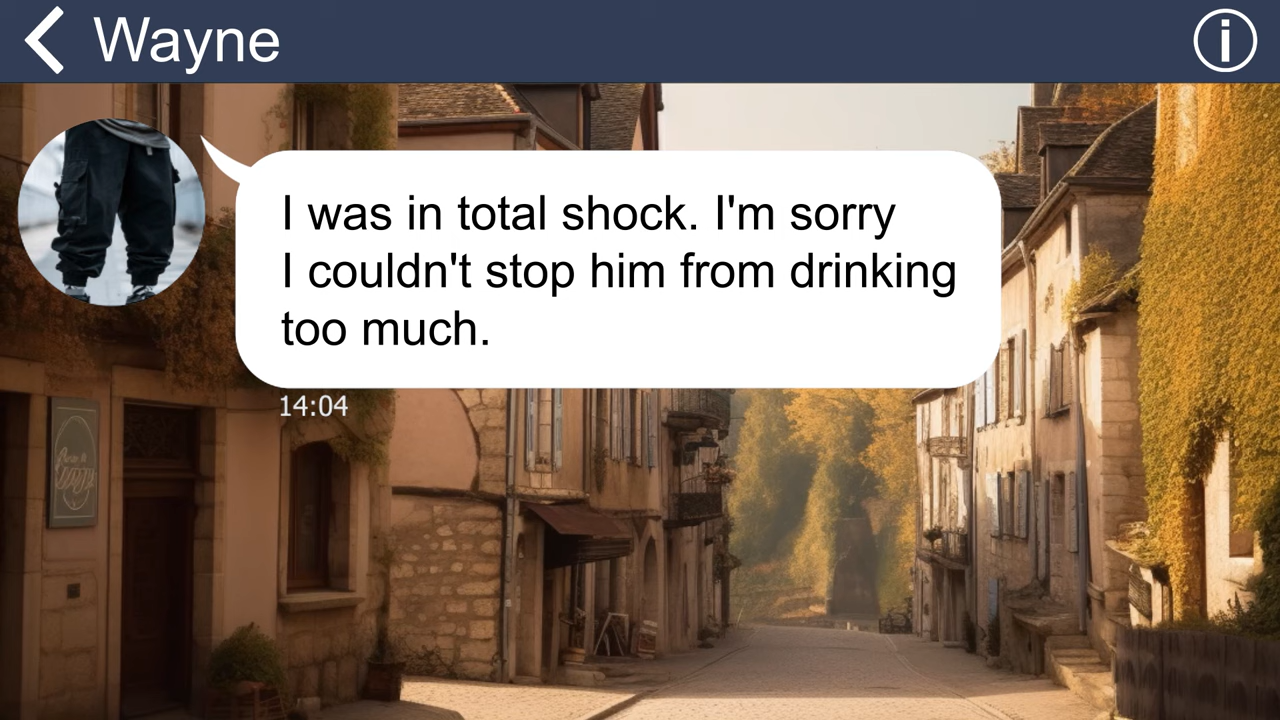 Wayne
I was in total shock. I'm sorry
I couldn't stop him from drinking
too much.
14:04